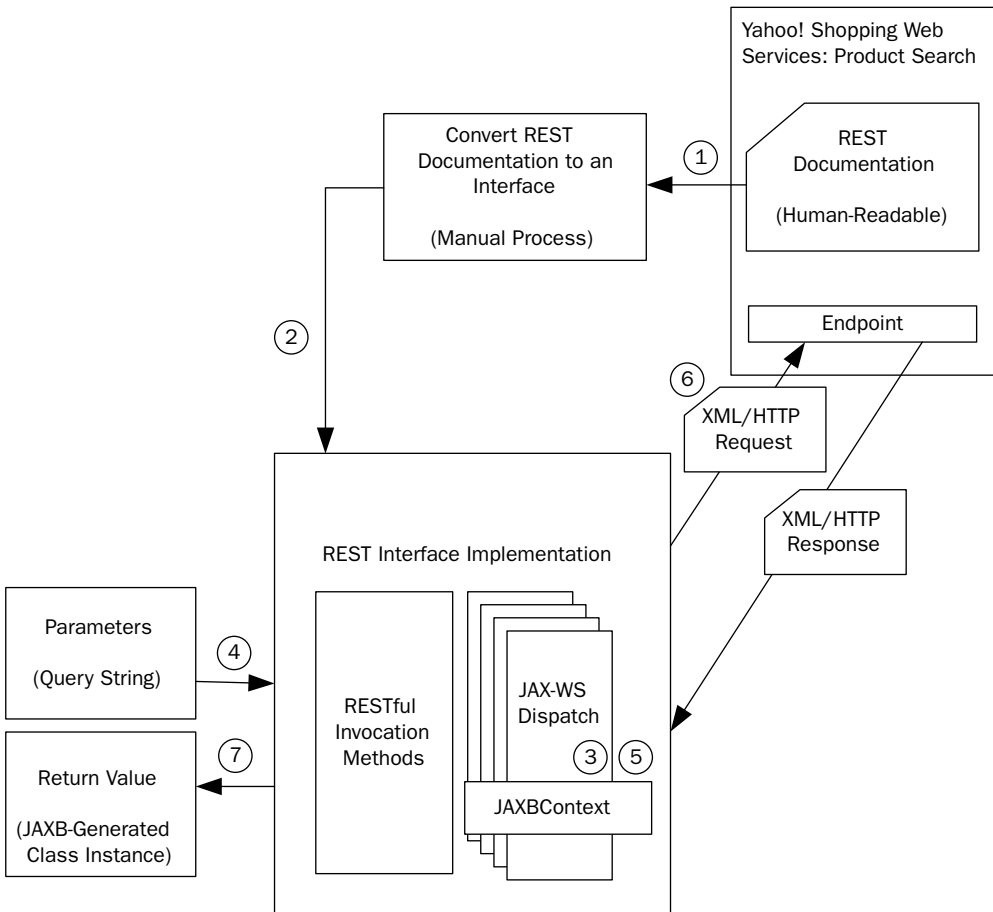 Yahoo! Shopping Web
Services: Product Search
REST
Documentation
(Human-Readable)
1
Convert REST
Documentation to an
Interface
(Manual Process)
2
Endpoint
6
XML/HTTP
Request
XML/HTTP
Response
REST Interface Implementation
Parameters
(Query String)
4
RESTful
Invocation
Methods
JAX-WS
Dispatch
3
5
JAXBContext
7
Return Value
(JAXB-Generated
Class Instance)